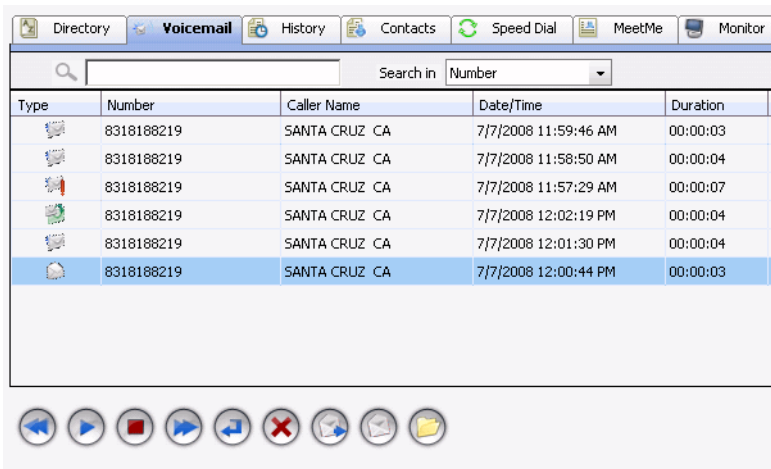 Directory Voicemail History Contacts Speed Dial MeetMe Monitor
Search in Number
Type Number Caller Name Date/Time Duration
8318188219 SANTA CRUZ CA 7/7/2008 11:59:46 AM 00:00:03
8318188219 SANTA CRUZ CA 7/7/2008 11:58:50 AM 00:00:04
8318188219 SANTA CRUZ CA 7/7/2008 11:57:29 AM 00:00:07
8318188219 SANTA CRUZ CA 7/7/2008 12:02:19 PM 00:00:04
8318188219 SANTA CRUZ CA 7/7/2008 12:01:30 PM 00:00:04
8318188219 SANTA CRUZ CA 7/7/2008 12:00:44 PM 00:00:03